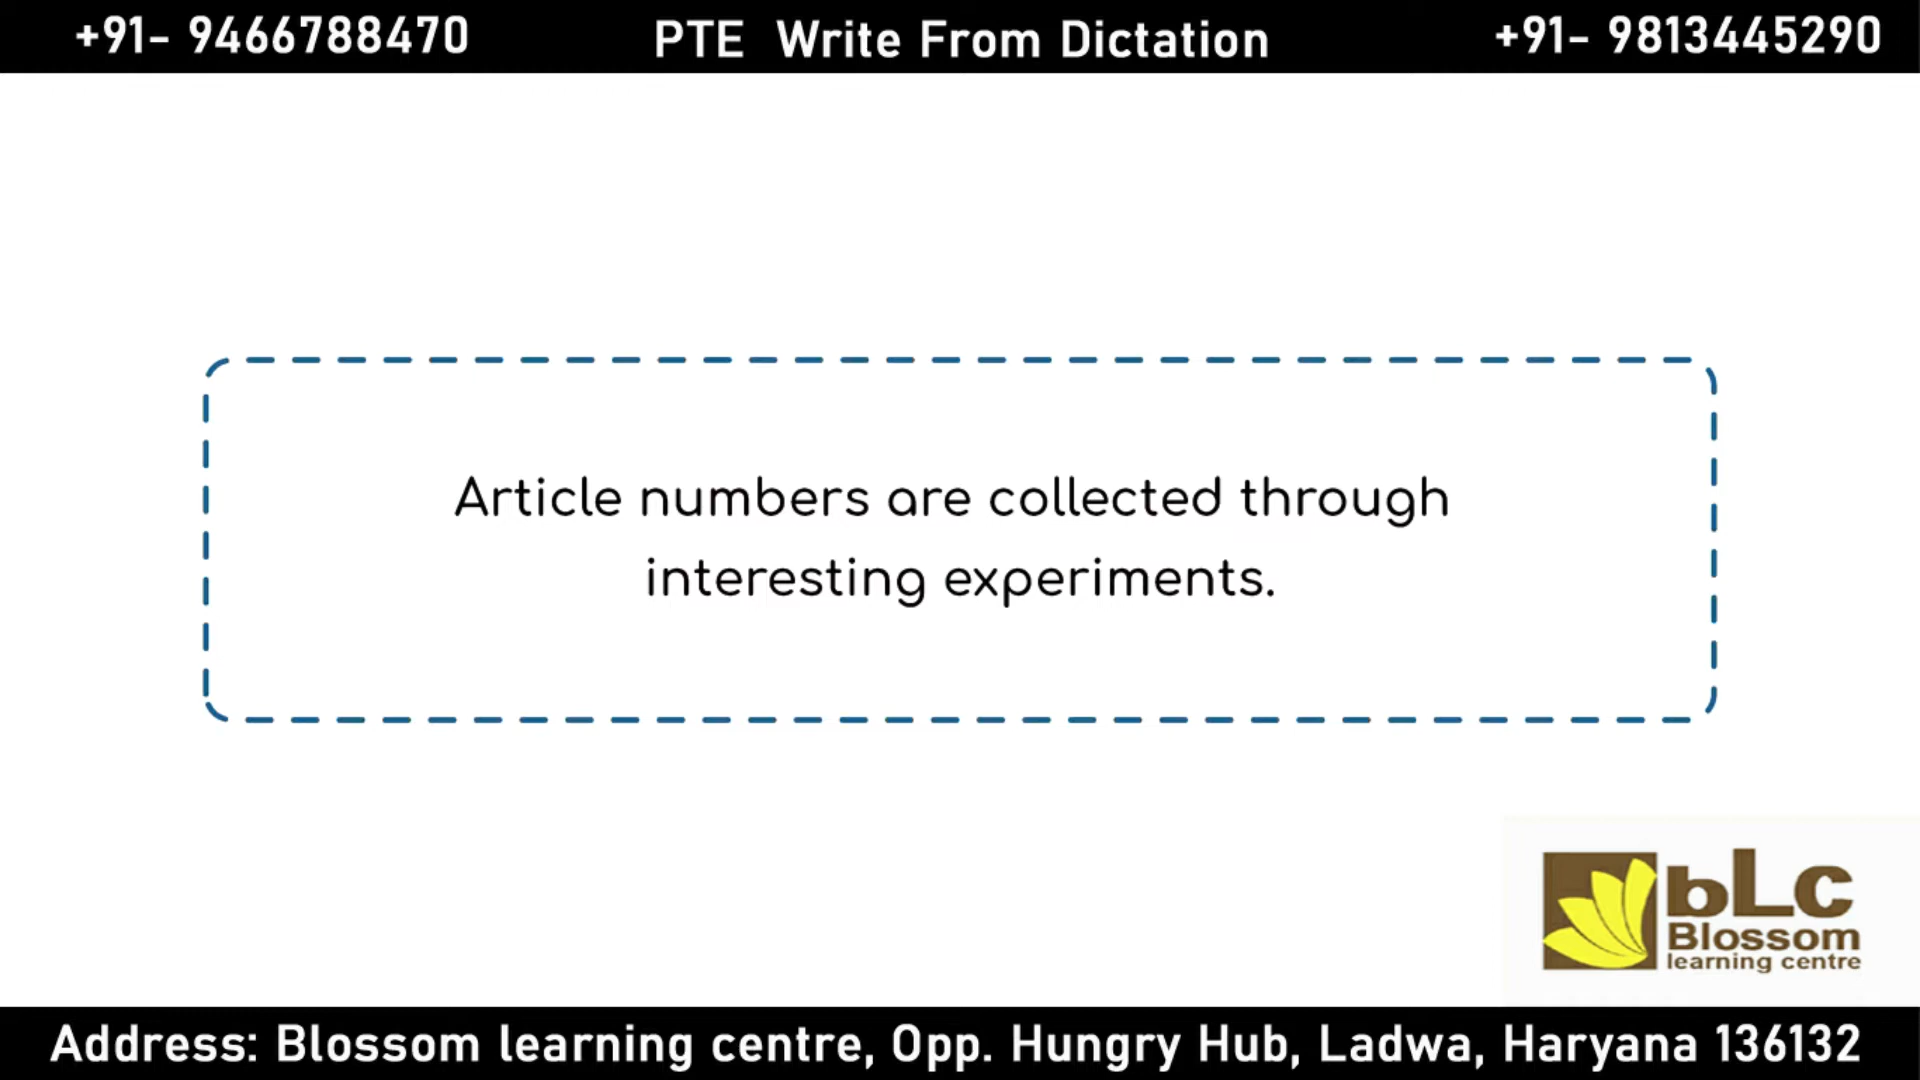 +91- 9466788470 PTE Write From Dictation +91- 9813445290
Article numbers are collected through
interesting experiments.
bLc
Blossom
learning centre
Address: Blossom learning centre, Opp. Hungry Hub, Ladwa, Haryana 136132